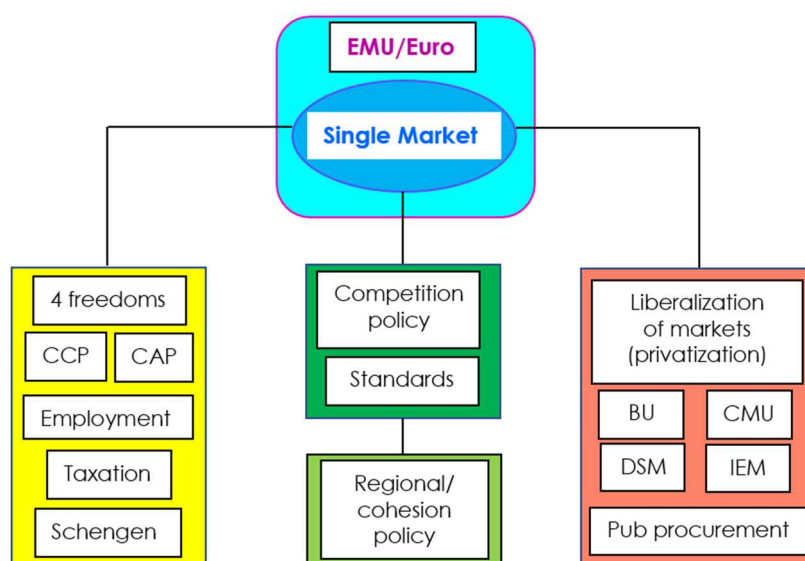 EMU/Euro
Single Market
4 freedoms
CCP
CAP
Employment
Taxation
Schengen
Competition
policy
Standards
Regional/
cohesion
policy
Liberalization
of markets
(privatization)
BU
CMU
DSM
IEM
Pub procurement